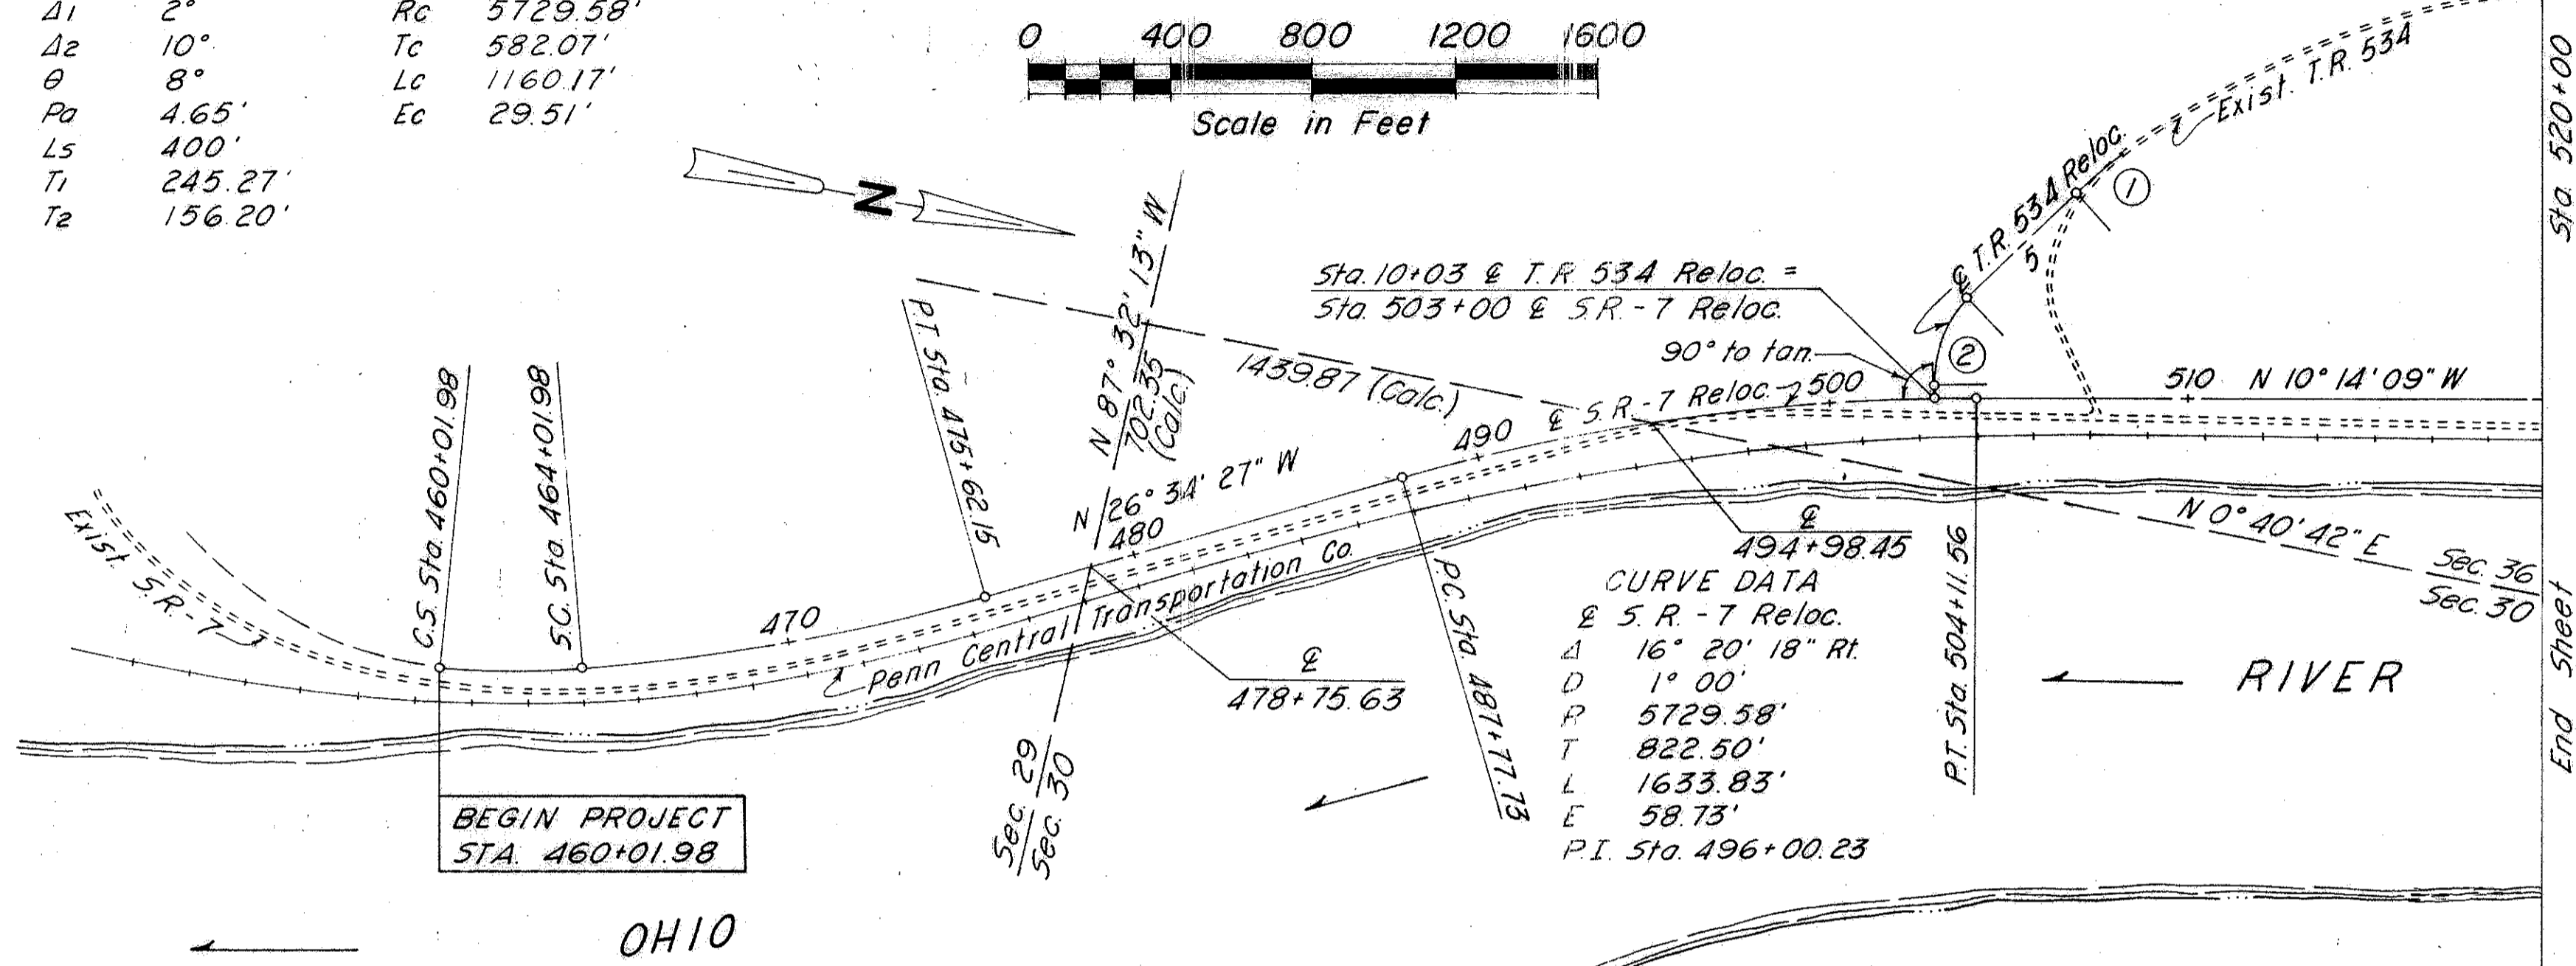 Δ1 2° Rc 5729.58'
Δ2 10° Tc 582.07'
θ 8° Lc 1160.17'
Pa 4.65' Ec 29.51'
Ls 400'
T1 245.27'
T2 156.20'
0 400 800 1200 1600
Scale in Feet
N
Exist. T.R. 534
℄ T.R. 534 Reloc.
5
1
2
Sta. 10+03 ℄ T.R. 534 Reloc. =
Sta. 503+00 ℄ S.R.-7 Reloc.
90° to tan.
N 87° 32' 13" W
702.35
(Calc.)
1439.87 (Calc.)
℄ S.R.-7 Reloc.
500
510 N 10° 14' 09" W
490
N 26° 34' 27" W
480
470
P.T. Sta. 475+62.15
C.S. Sta. 460+01.98
S.C. Sta. 464+01.98
Exist. S.R.-7
Penn Central Transportation Co.
℄
478+75.63
℄
494+98.45
N 0° 40' 42" E
Sec. 36
Sec. 30
P.C. Sta. 487+77.73
P.T. Sta. 504+11.56
CURVE DATA
℄ S.R.-7 Reloc.
Δ 16° 20' 18" Rt.
D 1° 00'
R 5729.58'
T 822.50'
L 1633.83'
E 58.73'
P.I. Sta. 496+00.23
Sec. 29
Sec. 30
BEGIN PROJECT
STA. 460+01.98
OHIO
RIVER
End Sheet
Sta. 520+00